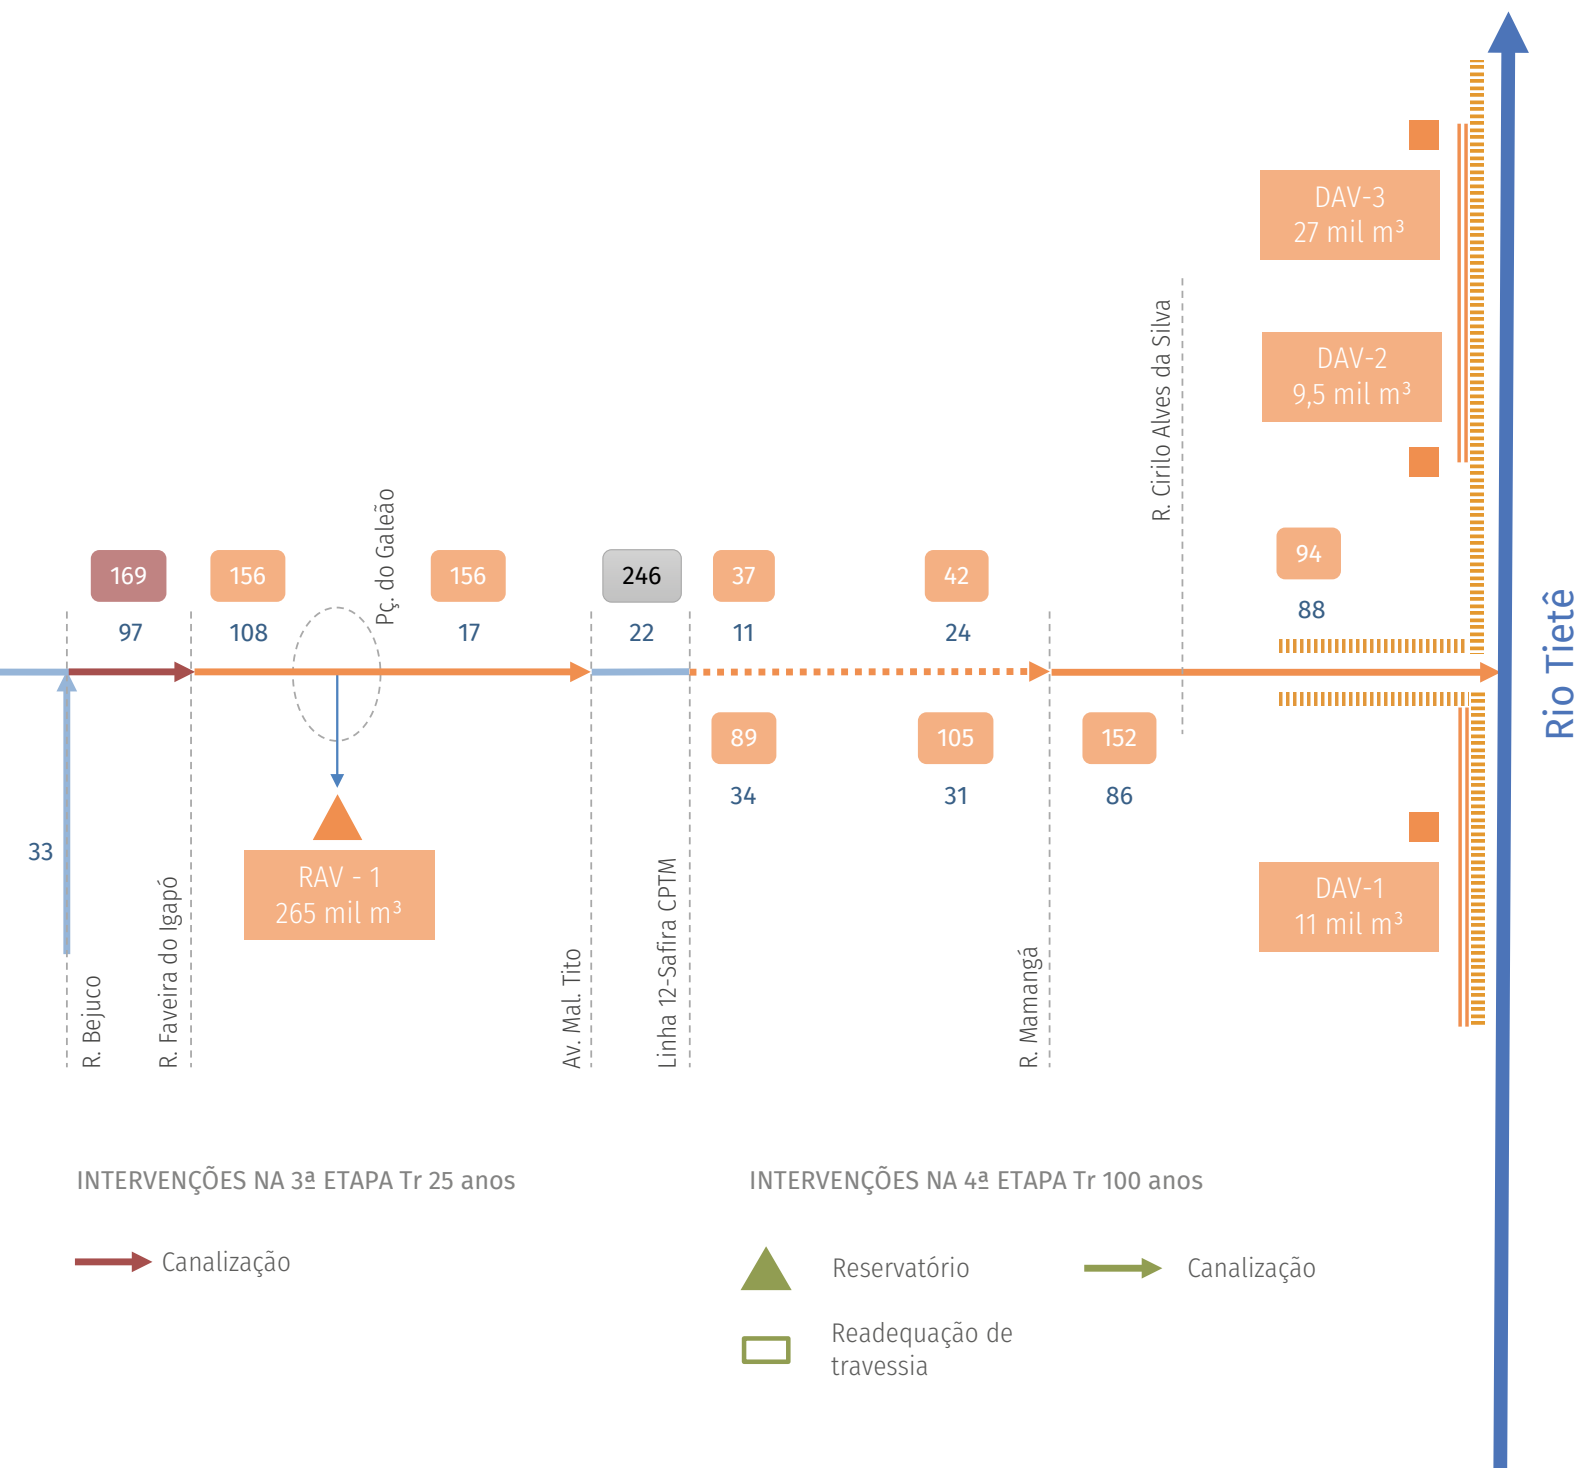 DAV-3
27 mil m³
DAV-2
9,5 mil m³
R. Cirilo Alves da Silva
Pç. do Galeão
169
156
156
246
37
42
94
97
108
17
22
11
24
88
Rio Tietê
89
105
152
34
31
86
33
RAV - 1
265 mil m³
DAV-1
11 mil m³
R. Bejuco
R. Faveira do Igapó
Av. Mal. Tito
Linha 12-Safira CPTM
R. Mamangá
INTERVENÇÕES NA 3ª ETAPA Tr 25 anos
Canalização
INTERVENÇÕES NA 4ª ETAPA Tr 100 anos
Reservatório
Canalização
Readequação de
travessia